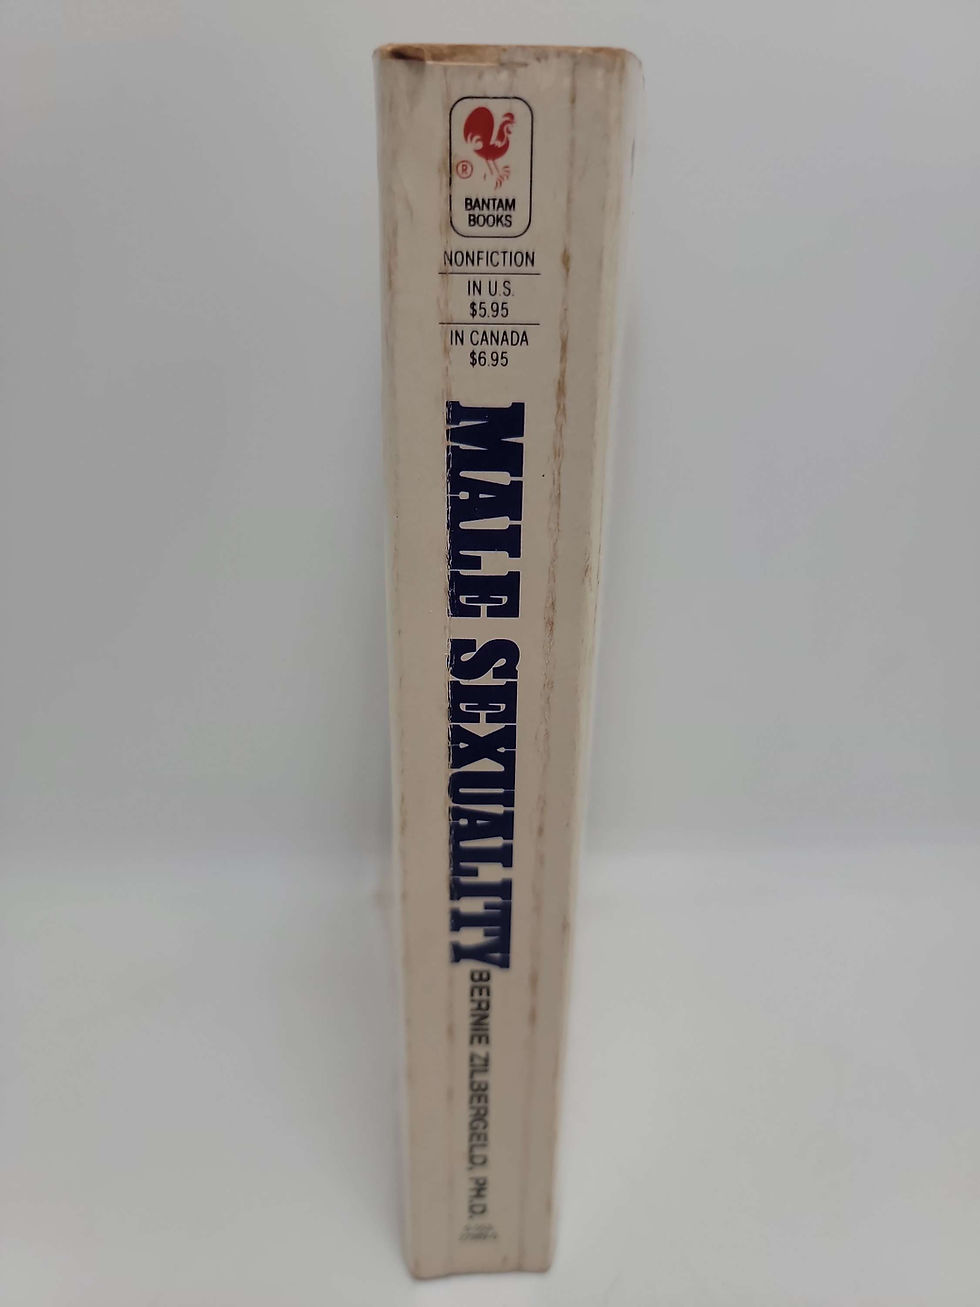 ®
BANTAM
BOOKS
NONFICTION
IN U.S.
$5.95
IN CANADA
$6.95
MALE SEXUALITY
BERNIE ZILBERGELD, PH.D.